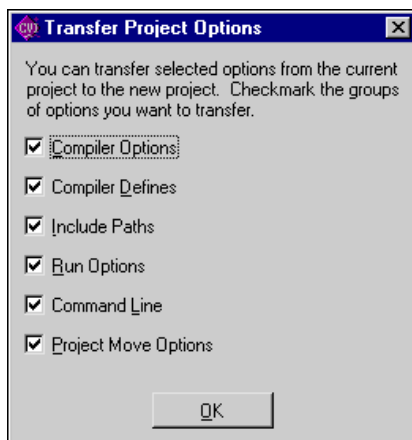 CVI Transfer Project Options
You can transfer selected options from the current
project to the new project. Checkmark the groups
of options you want to transfer.
Compiler Options
Compiler Defines
Include Paths
Run Options
Command Line
Project Move Options
OK